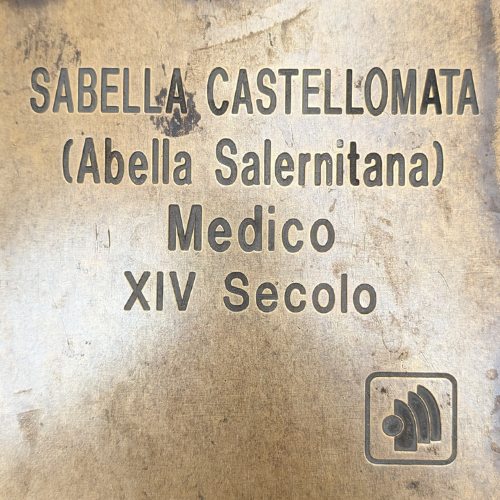 SABELLA CASTELLOMATA
(Abella Salernitana)
Medico
XIV Secolo